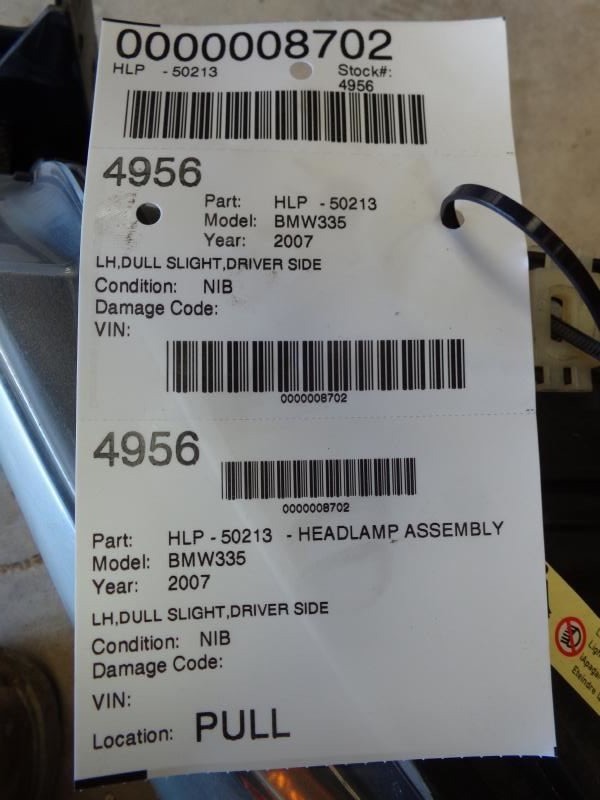 0000008702
HLP - 50213 Stock#:
4956
4956
Part: HLP - 50213
Model: BMW335
Year: 2007
LH,DULL SLIGHT,DRIVER SIDE
Condition: NIB
Damage Code:
VIN:
0000008702
4956
0000008702
Part: HLP - 50213 - HEADLAMP ASSEMBLY
Model: BMW335
Year: 2007
LH,DULL SLIGHT,DRIVER SIDE
Condition: NIB
Damage Code:
VIN:
Location: PULL